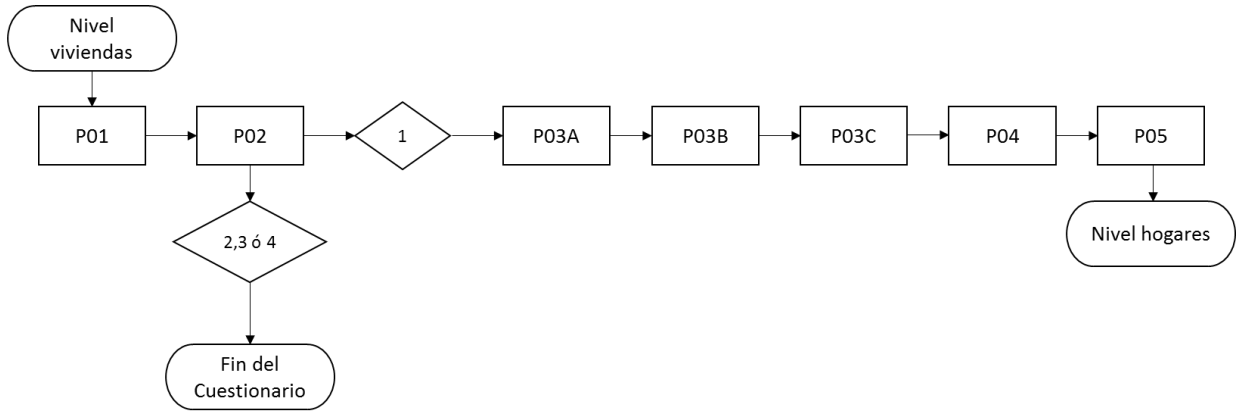 Nivel
viviendas
P01
P02
1
P03A
P03B
P03C
P04
P05
2,3 ó 4
Nivel hogares
Fin del
Cuestionario